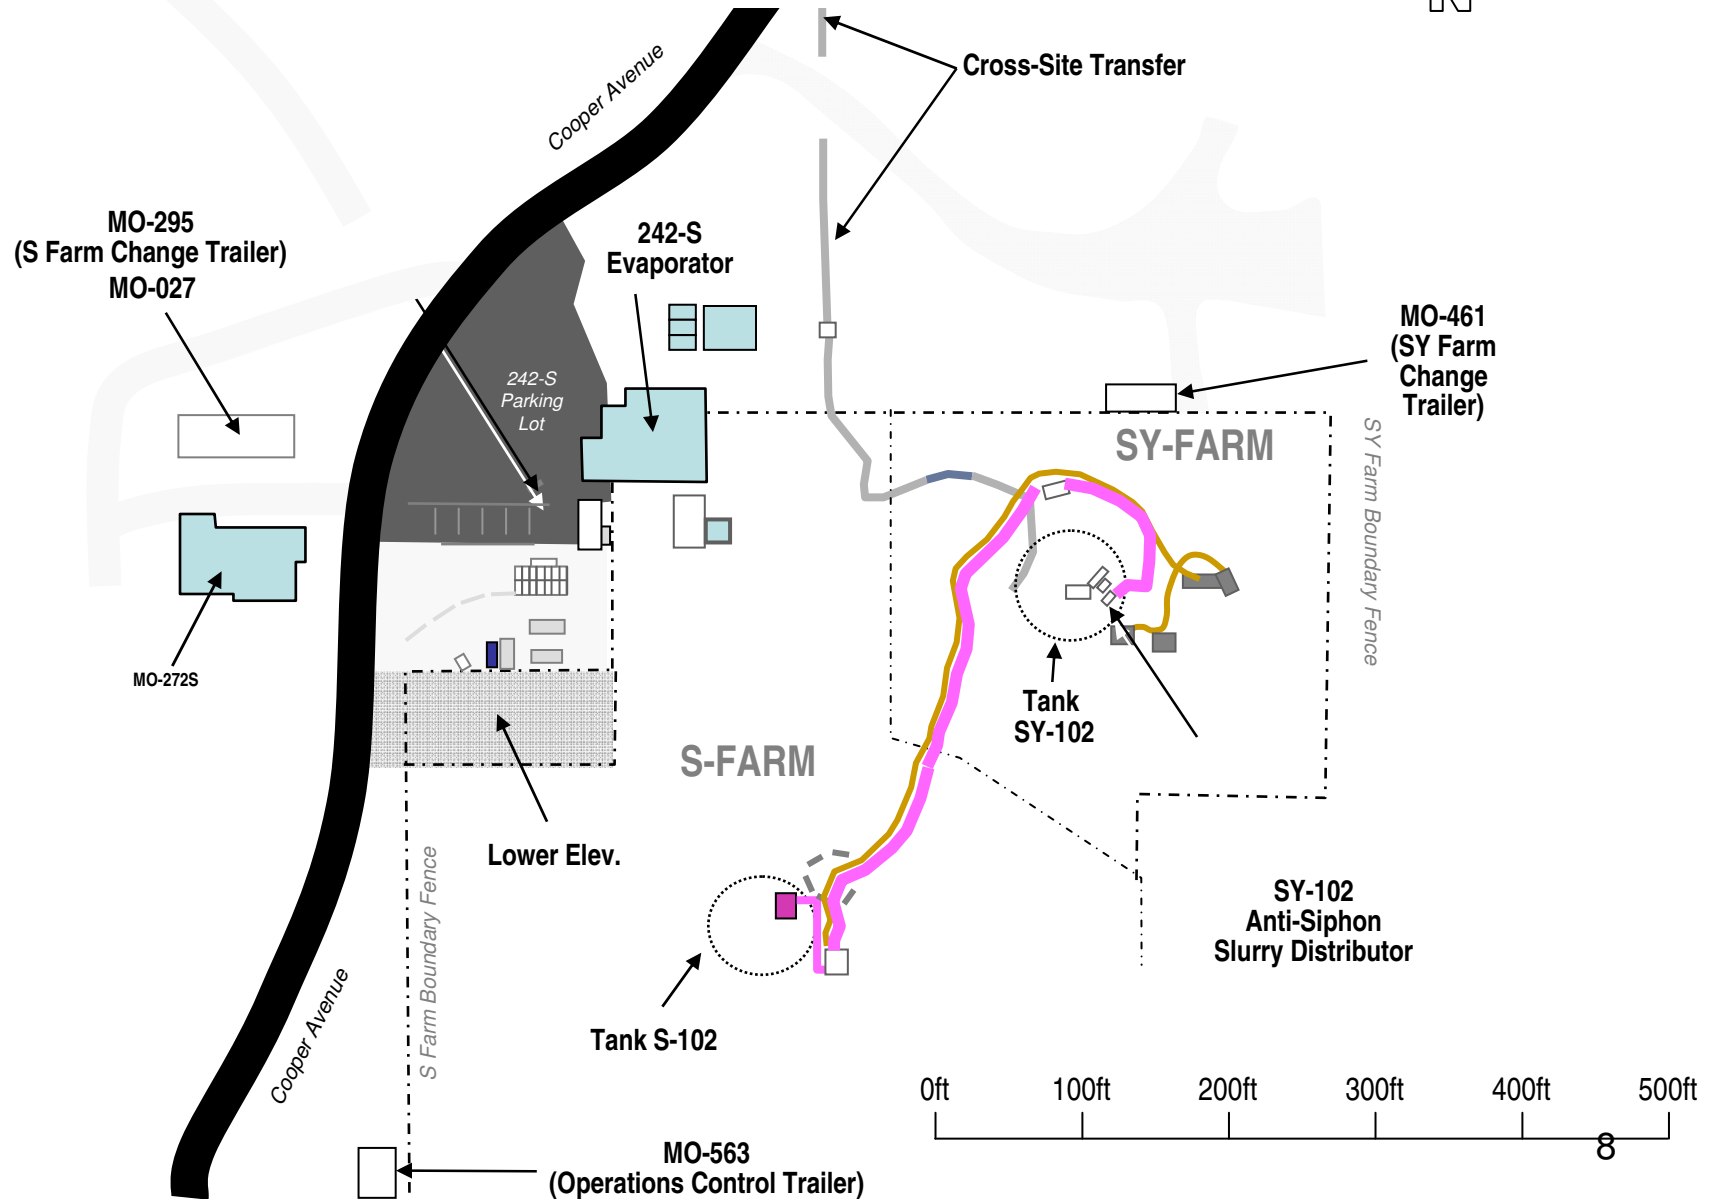 Cooper Avenue
Cross-Site Transfer
MO-295
(S Farm Change Trailer)
MO-027
242-S
Evaporator
MO-461
(SY Farm
Change
Trailer)
242-S
Parking
Lot
SY-FARM
SY Farm Boundary Fence
MO-272S
Tank
SY-102
S-FARM
Lower Elev.
S Farm Boundary Fence
SY-102
Anti-Siphon
Slurry Distributor
Cooper Avenue
Tank S-102
0ft 100ft 200ft 300ft 400ft 500ft
8
MO-563
(Operations Control Trailer)